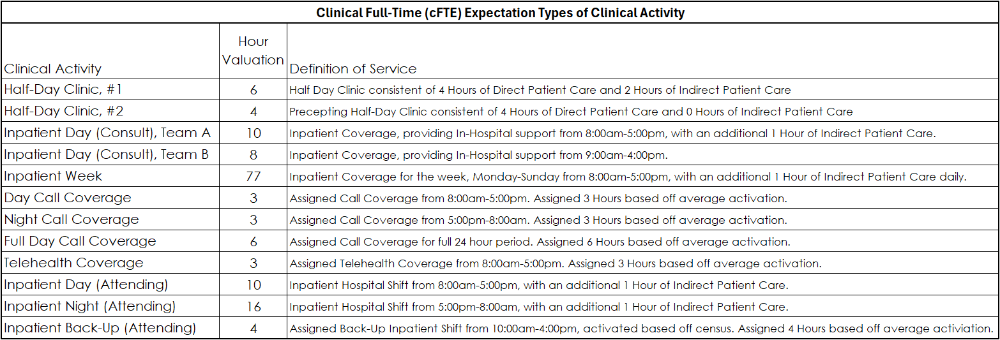 Clinical Full-Time (cFTE) Expectation Types of Clinical Activity
Clinical Activity Hour Valuation Definition of Service
Half-Day Clinic, #1 6 Half Day Clinic consistent of 4 Hours of Direct Patient Care and 2 Hours of Indirect Patient Care
Half-Day Clinic, #2 4 Precepting Half-Day Clinic consistent of 4 Hours of Direct Patient Care and 0 Hours of Indirect Patient Care
Inpatient Day (Consult), Team A 10 Inpatient Coverage, providing In-Hospital support from 8:00am-5:00pm, with an additional 1 Hour of Indirect Patient Care.
Inpatient Day (Consult), Team B 8 Inpatient Coverage, providing In-Hospital support from 9:00am-4:00pm.
Inpatient Week 77 Inpatient Coverage for the week, Monday-Sunday from 8:00am-5:00pm, with an additional 1 Hour of Indirect Patient Care daily.
Day Call Coverage 3 Assigned Call Coverage from 8:00am-5:00pm. Assigned 3 Hours based off average activation.
Night Call Coverage 3 Assigned Call Coverage from 5:00pm-8:00am. Assigned 3 Hours based off average activation.
Full Day Call Coverage 6 Assigned Call Coverage for full 24 hour period. Assigned 6 Hours based off average activation.
Telehealth Coverage 3 Assigned Telehealth Coverage from 8:00am-5:00pm. Assigned 3 Hours based off average activation.
Inpatient Day (Attending) 10 Inpatient Hospital Shift from 8:00am-5:00pm, with an additional 1 Hour of Indirect Patient Care.
Inpatient Night (Attending) 16 Inpatient Hospital Shift from 5:00pm-8:00am, with an additional 1 Hour of Indirect Patient Care.
Inpatient Back-Up (Attending) 4 Assigned Back-Up Inpatient Shift from 10:00am-4:00pm, activated based off census. Assigned 4 Hours based off average activiation.